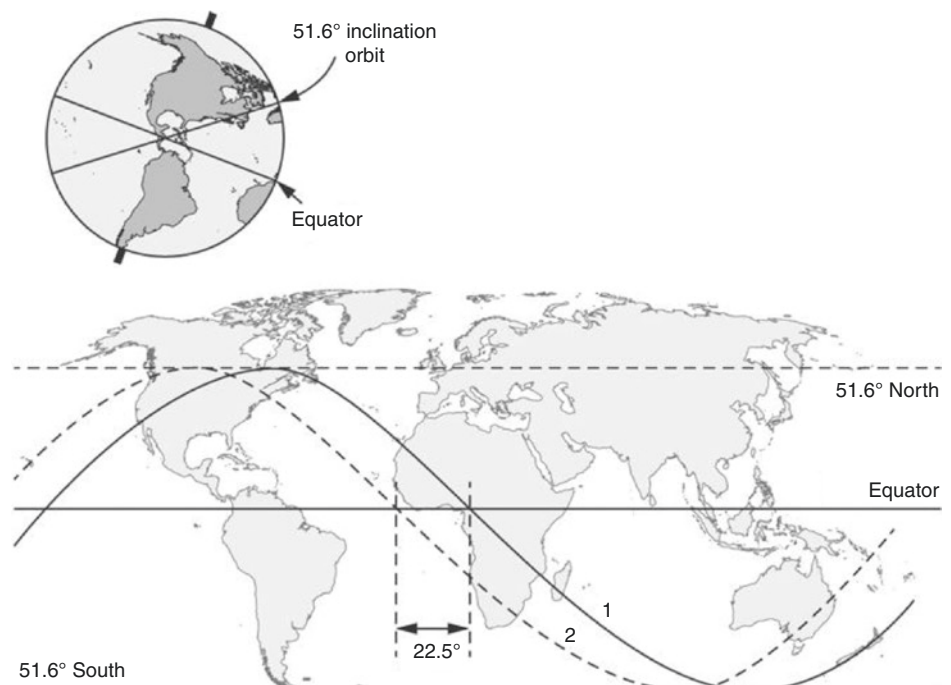 51.6° inclination
orbit
Equator
51.6° North
Equator
1
2
22.5°
51.6° South